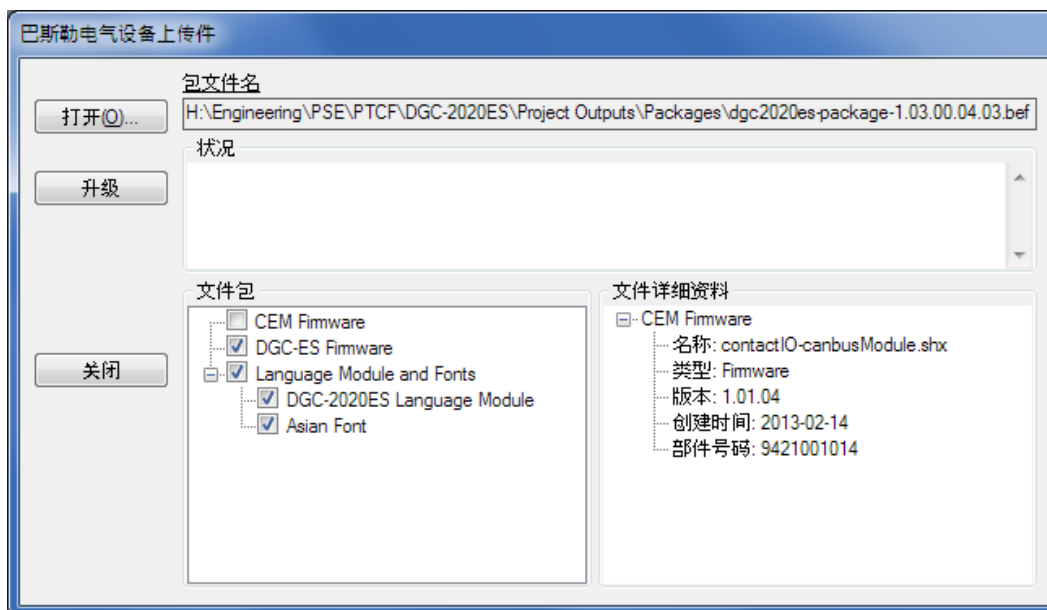 巴斯勒电气设备上传件
包文件名
打开(O)...
H:\Engineering\PSE\PTCF\DGC-2020ES\Project Outputs\Packages\dgc2020es-package-1.03.00.04.03.bef
状况
升级
文件包
CEM Firmware
DGC-ES Firmware
Language Module and Fonts
DGC-2020ES Language Module
Asian Font
文件详细资料
CEM Firmware
名称: contactIO-canbusModule.shx
类型: Firmware
版本: 1.01.04
创建时间: 2013-02-14
部件号码: 9421001014
关闭